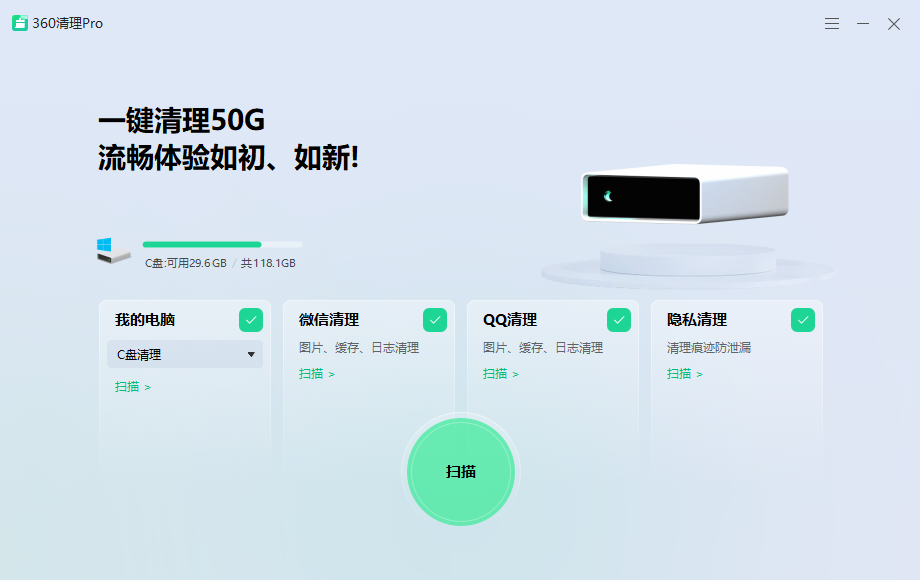 360清理Pro
一键清理50G
流畅体验如初、如新!
C盘:可用29.6GB / 共118.1GB
我的电脑
C盘清理
扫描 >
微信清理
图片、缓存、日志清理
扫描 >
QQ清理
图片、缓存、日志清理
扫描 >
隐私清理
清理痕迹防泄漏
扫描 >
扫描